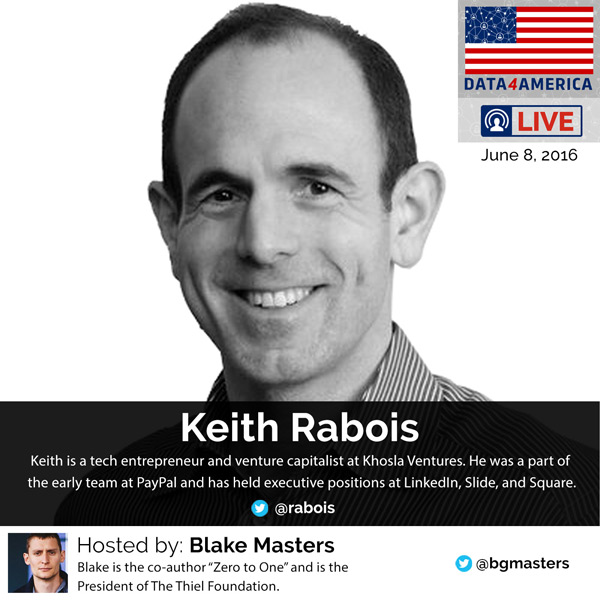 DATA4AMERICA
LIVE
June 8, 2016
Keith Rabois
Keith is a tech entrepreneur and venture capitalist at Khosla Ventures. He was a part of
the early team at PayPal and has held executive positions at LinkedIn, Slide, and Square.
@rabois
Hosted by: Blake Masters
Blake is the co-author “Zero to One” and is the
President of The Thiel Foundation.
@bgmasters